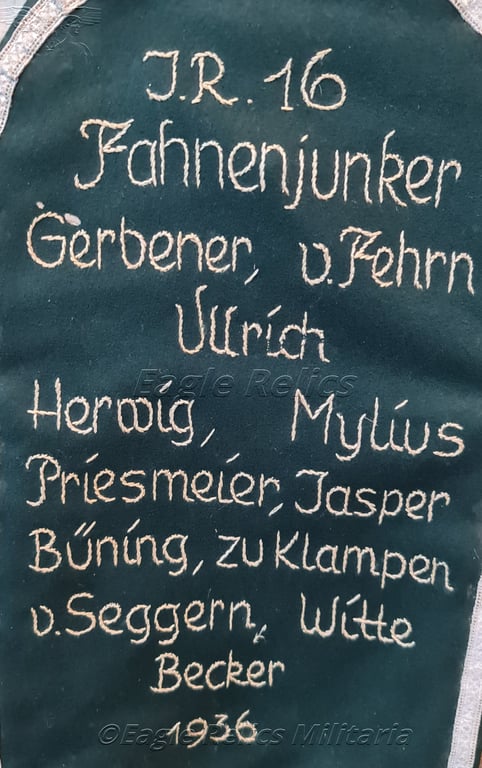 J.R. 16
Fahnenjunker
Gerbener, v. Fehrn
Ullrich
Eagle Relics
Herwig, Mylius
Priesmeier, Jasper
Büning, zu Klampen
v. Seggern, Witte
Becker
1936
©Eagle Relics Militaria